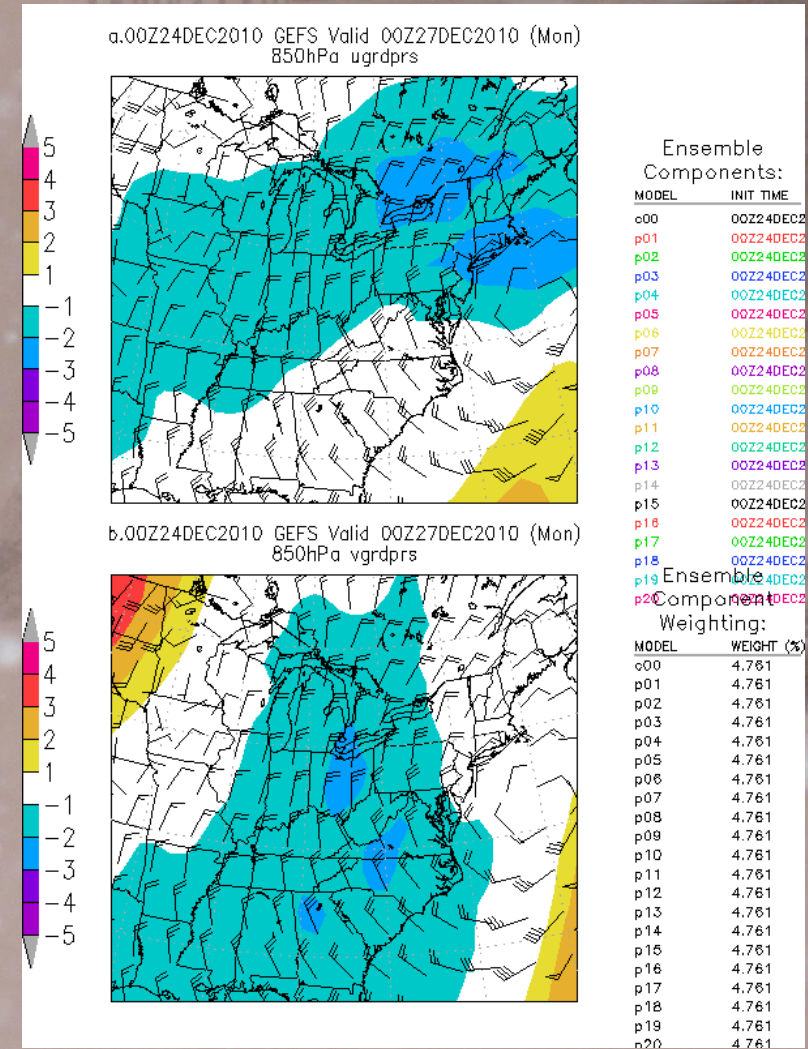 a.00Z24DEC2010 GEFS Valid 00Z27DEC2010 (Mon)
850hPa ugrdprs
5
4
3
2
1
-1
-2
-3
-4
-5
b.00Z24DEC2010 GEFS Valid 00Z27DEC2010 (Mon)
850hPa vgrdprs
5
4
3
2
1
-1
-2
-3
-4
-5
Ensemble
Components:
MODEL INIT TIME
c00 00Z24DEC2
p01 00Z24DEC2
p02 00Z24DEC2
p03 00Z24DEC2
p04 00Z24DEC2
p05 00Z24DEC2
p06 00Z24DEC2
p07 00Z24DEC2
p08 00Z24DEC2
p09 00Z24DEC2
p10 00Z24DEC2
p11 00Z24DEC2
p12 00Z24DEC2
p13 00Z24DEC2
p14 00Z24DEC2
p15 00Z24DEC2
p16 00Z24DEC2
p17 00Z24DEC2
p18 00Z24DEC2
p19 00Z24DEC2
p20 00Z24DEC2
Ensemble
Component
Weighting:
MODEL WEIGHT (%)
c00 4.761
p01 4.761
p02 4.761
p03 4.761
p04 4.761
p05 4.761
p06 4.761
p07 4.761
p08 4.761
p09 4.761
p10 4.761
p11 4.761
p12 4.761
p13 4.761
p14 4.761
p15 4.761
p16 4.761
p17 4.761
p18 4.761
p19 4.761
p20 4.761